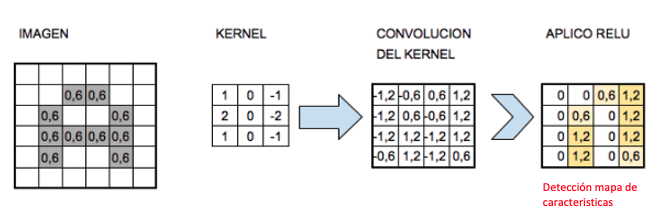 IMAGEN
KERNEL
CONVOLUCION
DEL KERNEL
APLICO RELU
0,6 0,6
0,6 0,6
0,6 0,6 0,6 0,6
0,6 0,6
1 0 -1
2 0 -2
1 0 -1
-1,2 -0,6 0,6 1,2
-1,2 0,6 -0,6 1,2
-1,2 1,2 -1,2 1,2
-0,6 1,2 -1,2 0,6
0 0 0,6 1,2
0 0,6 0 1,2
0 1,2 0 1,2
0 1,2 0 0,6
Detección mapa de
caracteristicas